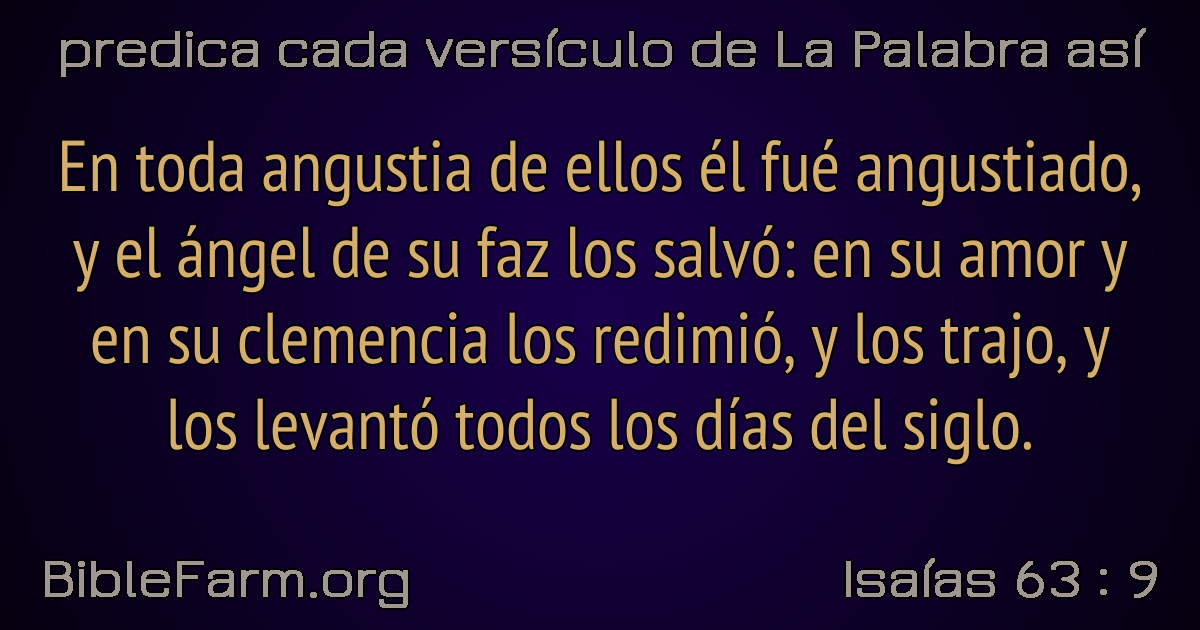 predica cada versículo de La Palabra así
En toda angustia de ellos él fué angustiado,
y el ángel de su faz los salvó: en su amor y
en su clemencia los redimió, y los trajo, y
los levantó todos los días del siglo.
BibleFarm.org
Isaías 63 : 9